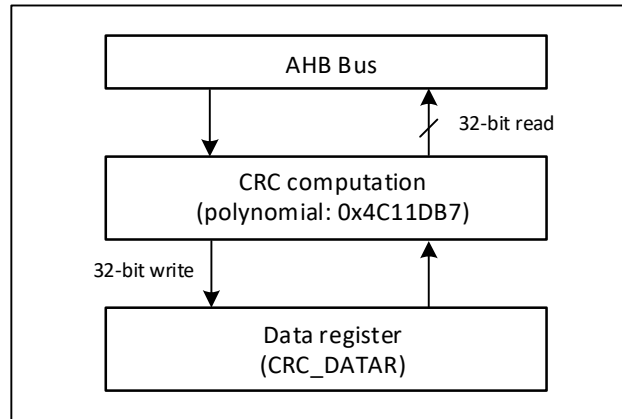 AHB Bus
32-bit read
CRC computation
(polynomial: 0x4C11DB7)
32-bit write
Data register
(CRC_DATAR)